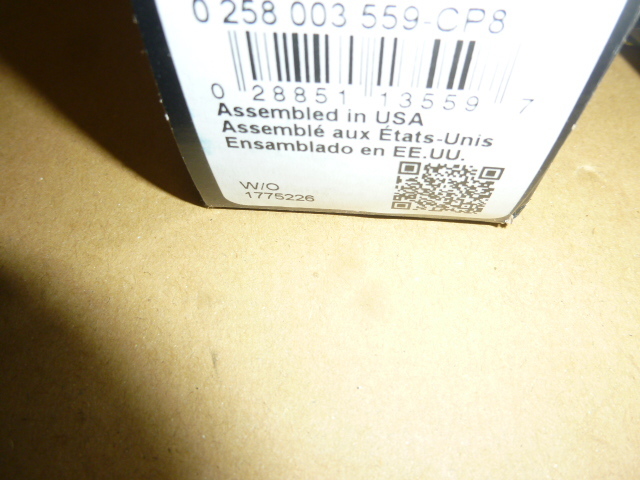 0 258 003 559-CP8
0 28851 13559 7
Assembled in USA
Assemblé aux États-Unis
Ensamblado en EE.UU.
W/O
1775226